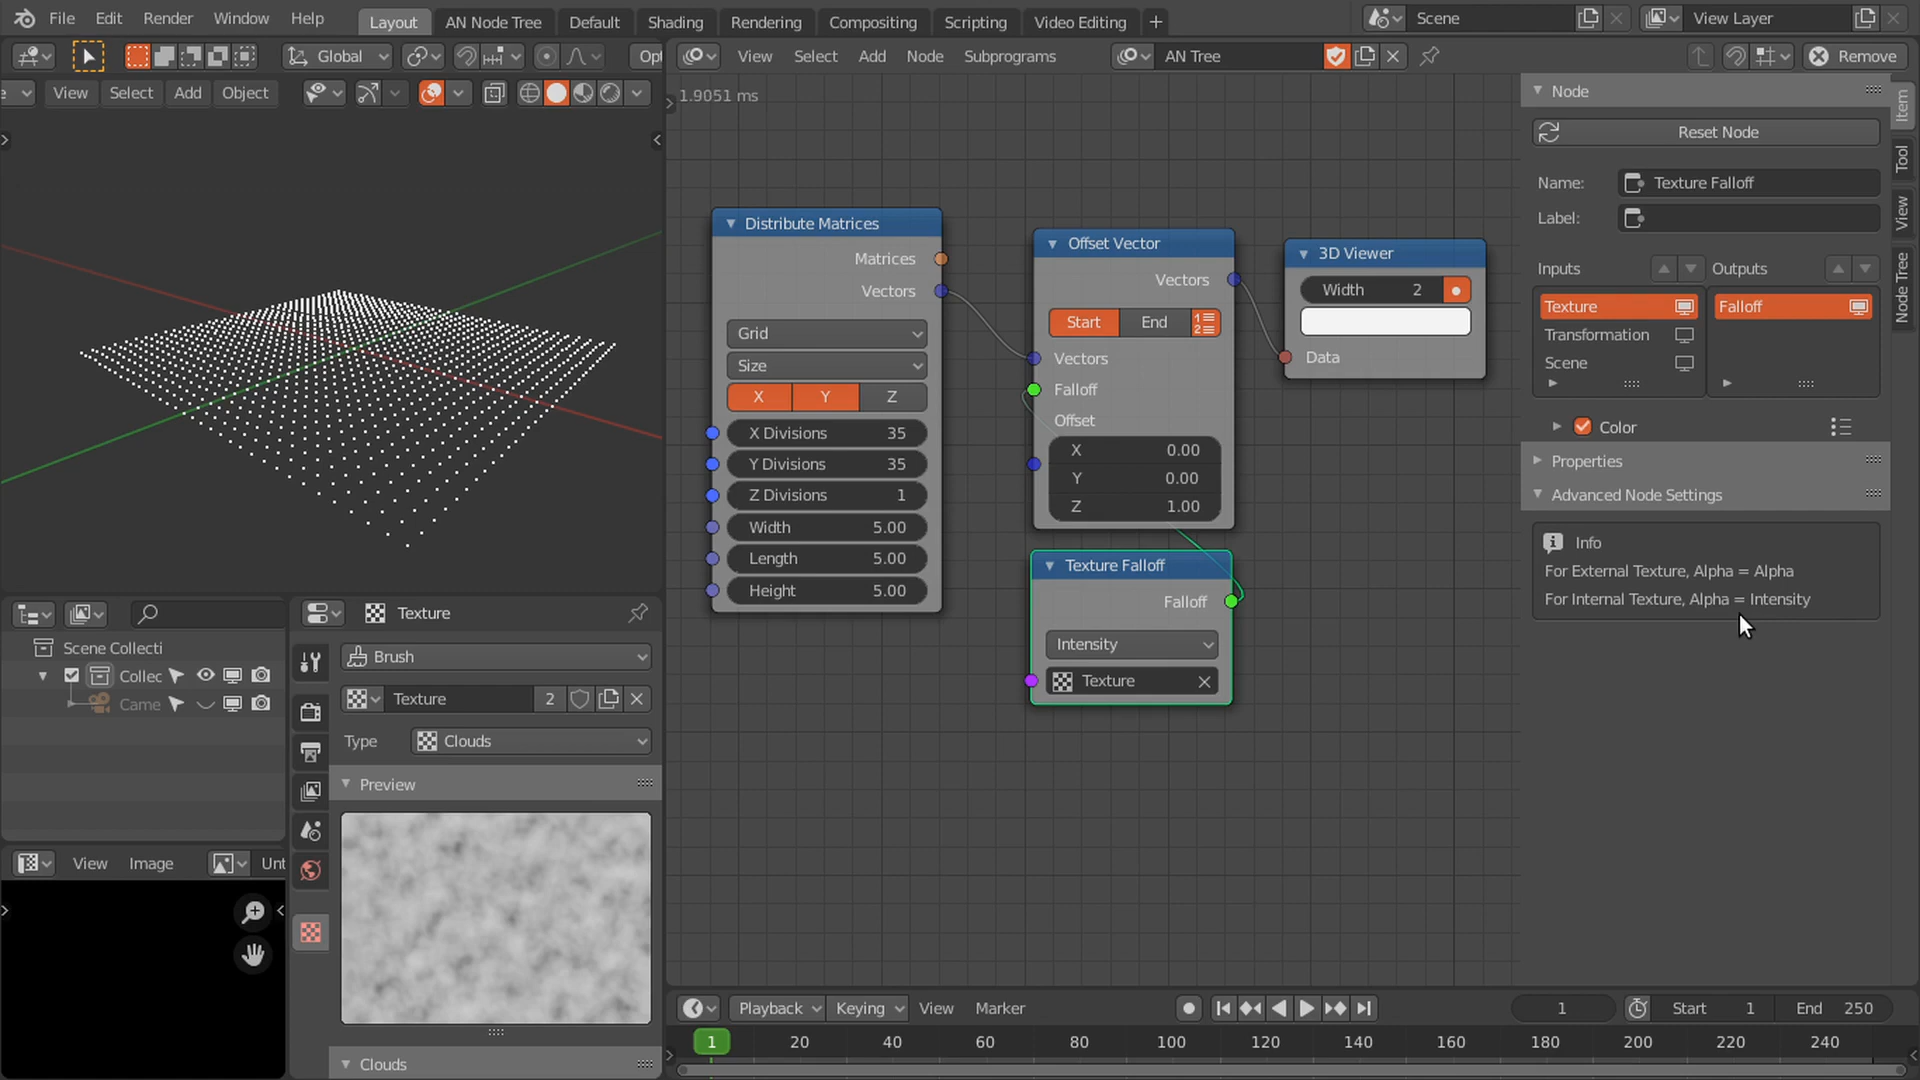 File Edit Render Window Help Layout AN Node Tree Default Shading Rendering Compositing Scripting Video Editing + Scene View Layer
Global Opt View Select Add Node Subprograms AN Tree Remove
View Select Add Object
1.9051 ms
Distribute Matrices
Matrices
Vectors
Grid
Size
X Y Z
X Divisions 35
Y Divisions 35
Z Divisions 1
Width 5.00
Length 5.00
Height 5.00
Offset Vector
Vectors
Start End
Vectors
Falloff
Offset
X 0.00
Y 0.00
Z 1.00
3D Viewer
Width 2
Data
Texture Falloff
Falloff
Intensity
Texture
Node
Reset Node
Name: Texture Falloff
Label:
Inputs Outputs
Texture Falloff
Transformation
Scene
Color
Properties
Advanced Node Settings
Info
For External Texture, Alpha = Alpha
For Internal Texture, Alpha = Intensity
Item
Tool
View
Node Tree
Scene Collecti
Collec
Came
View Image Unt
Texture
Brush
Texture 2
Type Clouds
Preview
Clouds
Playback Keying View Marker 1 Start 1 End 250
1 20 40 60 80 100 120 140 160 180 200 220 240